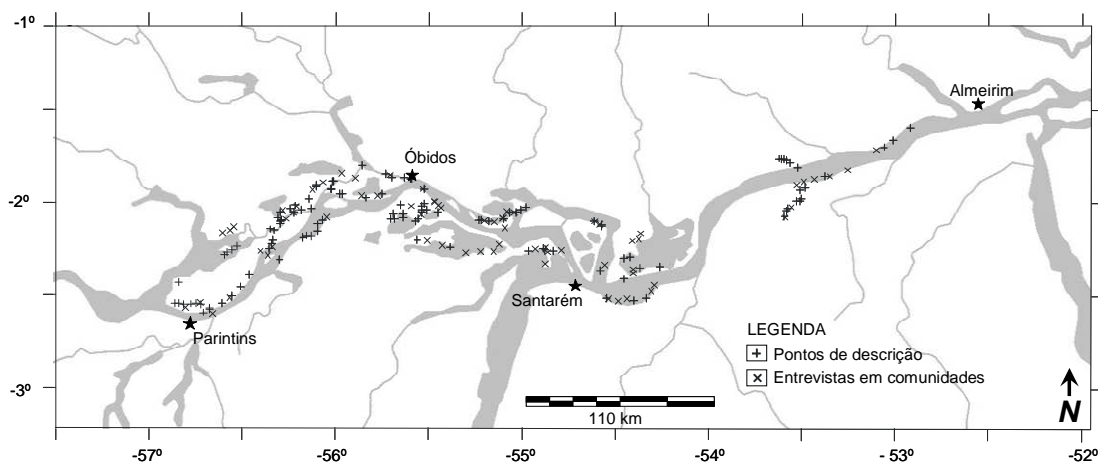 -1º
Almeirim
Óbidos
-2º
Santarém
Parintins
LEGENDA
+ Pontos de descrição
× Entrevistas em comunidades
-3º
110 km
N
-57º
-56º
-55º
-54º
- 53º
-52º